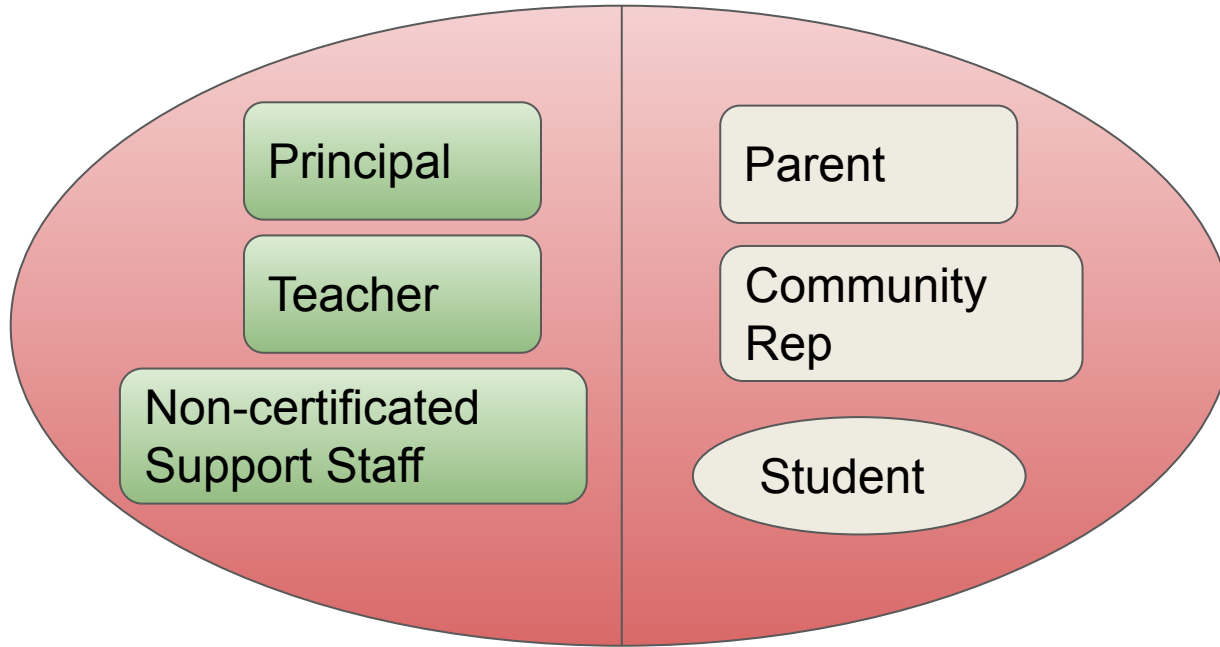 Principal
Teacher
Non-certificated
Support Staff
Parent
Community
Rep
Student